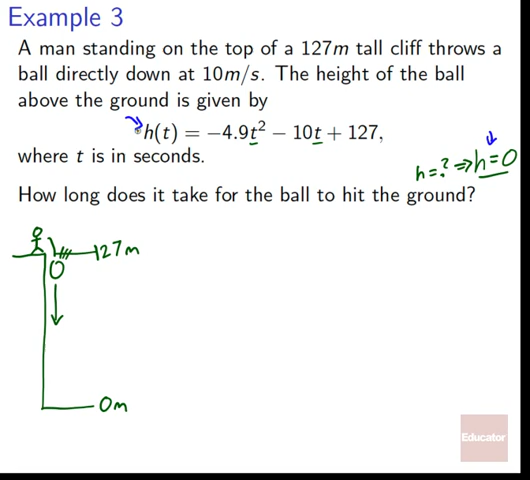 Example 3
A man standing on the top of a 127m tall cliff throws a
ball directly down at 10m/s. The height of the ball
above the ground is given by
h(t) = −4.9t² − 10t + 127,
where t is in seconds.
h=? ⇒ h=0
How long does it take for the ball to hit the ground?
127m
0m
Educator